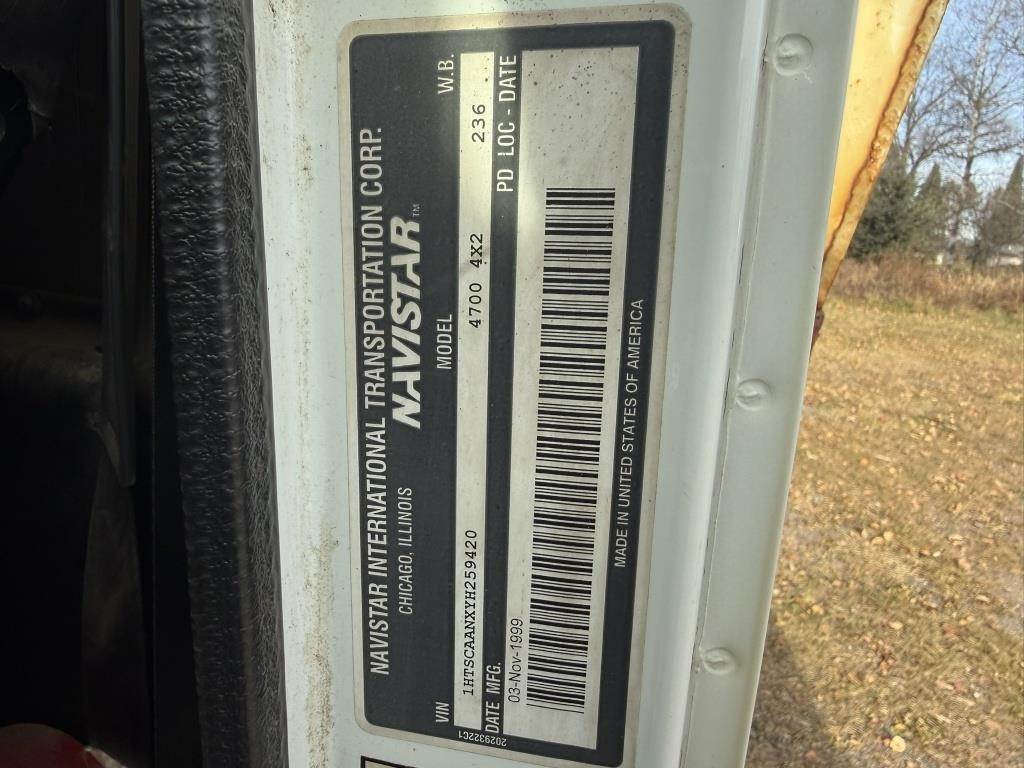 NAVISTAR INTERNATIONAL TRANSPORTATION CORP.
CHICAGO, ILLINOIS
NAVISTAR™
VIN MODEL W.B.
1HTSCAANXYH259420 4700 4X2 236
DATE MFG. PD LOC - DATE
03-Nov-1999
MADE IN UNITED STATES OF AMERICA
2029322C1